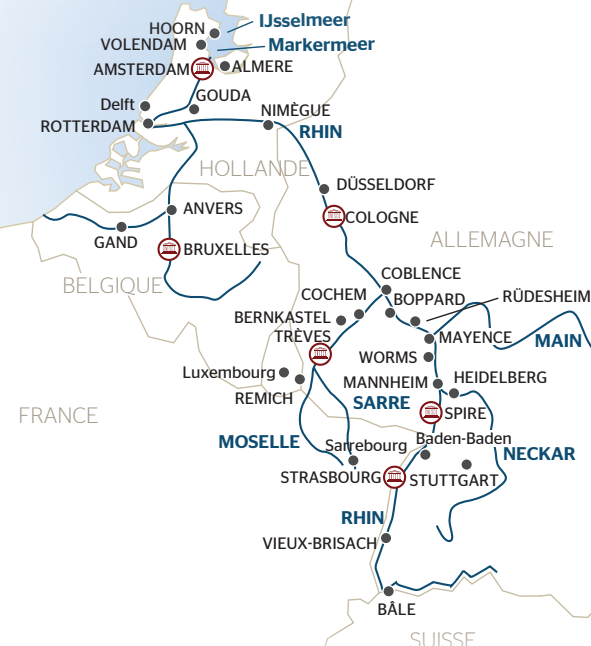 HOORN
IJsselmeer
VOLENDAM
Markermeer
AMSTERDAM
ALMERE
Delft
GOUDA
ROTTERDAM
NIMÈGUE
RHIN
HOLLANDE
DÜSSELDORF
ANVERS
COLOGNE
GAND
BRUXELLES
ALLEMAGNE
BELGIQUE
COBLENCE
COCHEM
BOPPARD
RÜDESHEIM
BERNKASTEL
TRÈVES
MAYENCE
MAIN
WORMS
Luxembourg
MANNHEIM
HEIDELBERG
REMICH
SARRE
FRANCE
SPIRE
MOSELLE
Sarrebourg
Baden-Baden
NECKAR
STRASBOURG
STUTTGART
RHIN
VIEUX-BRISACH
BÂLE
SUISSE